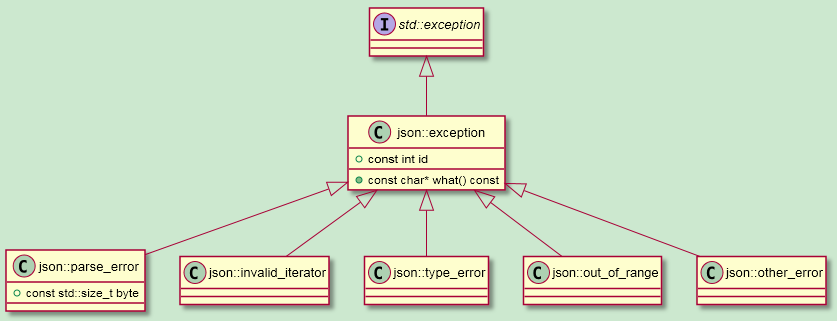 I std::exception
C json::exception
const int id
const char* what() const
C json::parse_error
const std::size_t byte
C json::invalid_iterator
C json::type_error
C json::out_of_range
C json::other_error